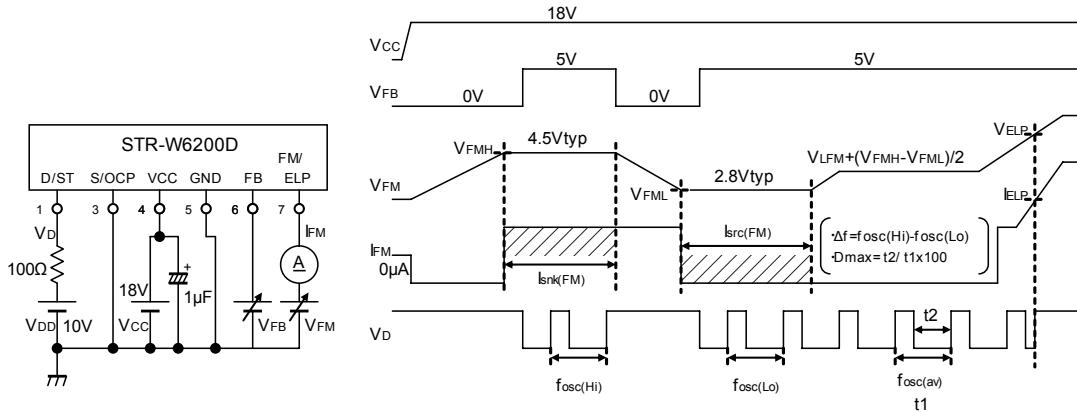 STR-W6200D
FM/
D/ST S/OCP VCC GND FB ELP
1 3 4 5 6 7
VD
IFM
A
100Ω
18V
1μF
+
VDD 10V
VCC
VFB
VFM
18V
VCC
5V
5V
VFB
0V
0V
VFMH
4.5Vtyp
VELP
VLFM+(VFMH-VFML)/2
2.8Vtyp
VFM
VFML
IELP
Isrc(FM)
IFM
0μA
Isnk(FM)
·Δf=fosc(Hi)-fosc(Lo)
·Dmax=t2/ t1x100
t2
VD
fosc(Hi)
fosc(Lo)
fosc(av)
t1